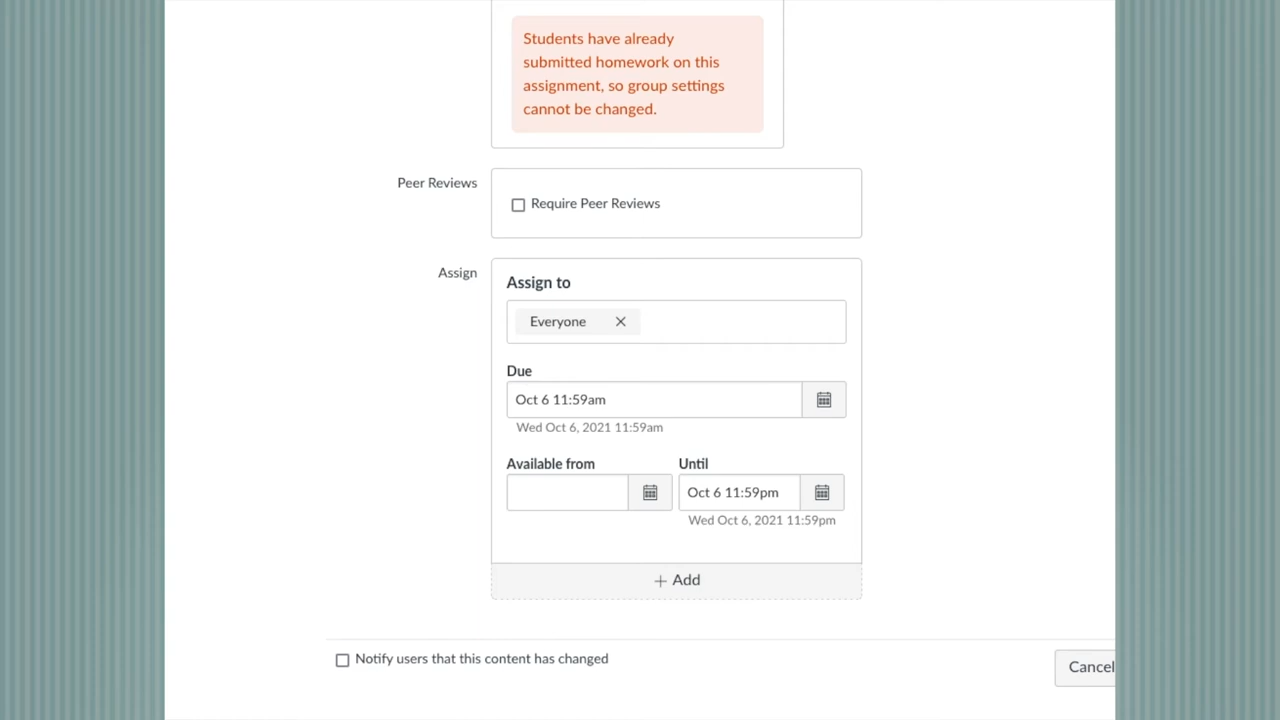 Students have already
submitted homework on this
assignment, so group settings
cannot be changed.
Peer Reviews
Require Peer Reviews
Assign
Assign to
Everyone
Due
Oct 6 11:59am
Wed Oct 6, 2021 11:59am
Available from
Until
Oct 6 11:59pm
Wed Oct 6, 2021 11:59pm
+ Add
Notify users that this content has changed
Cancel